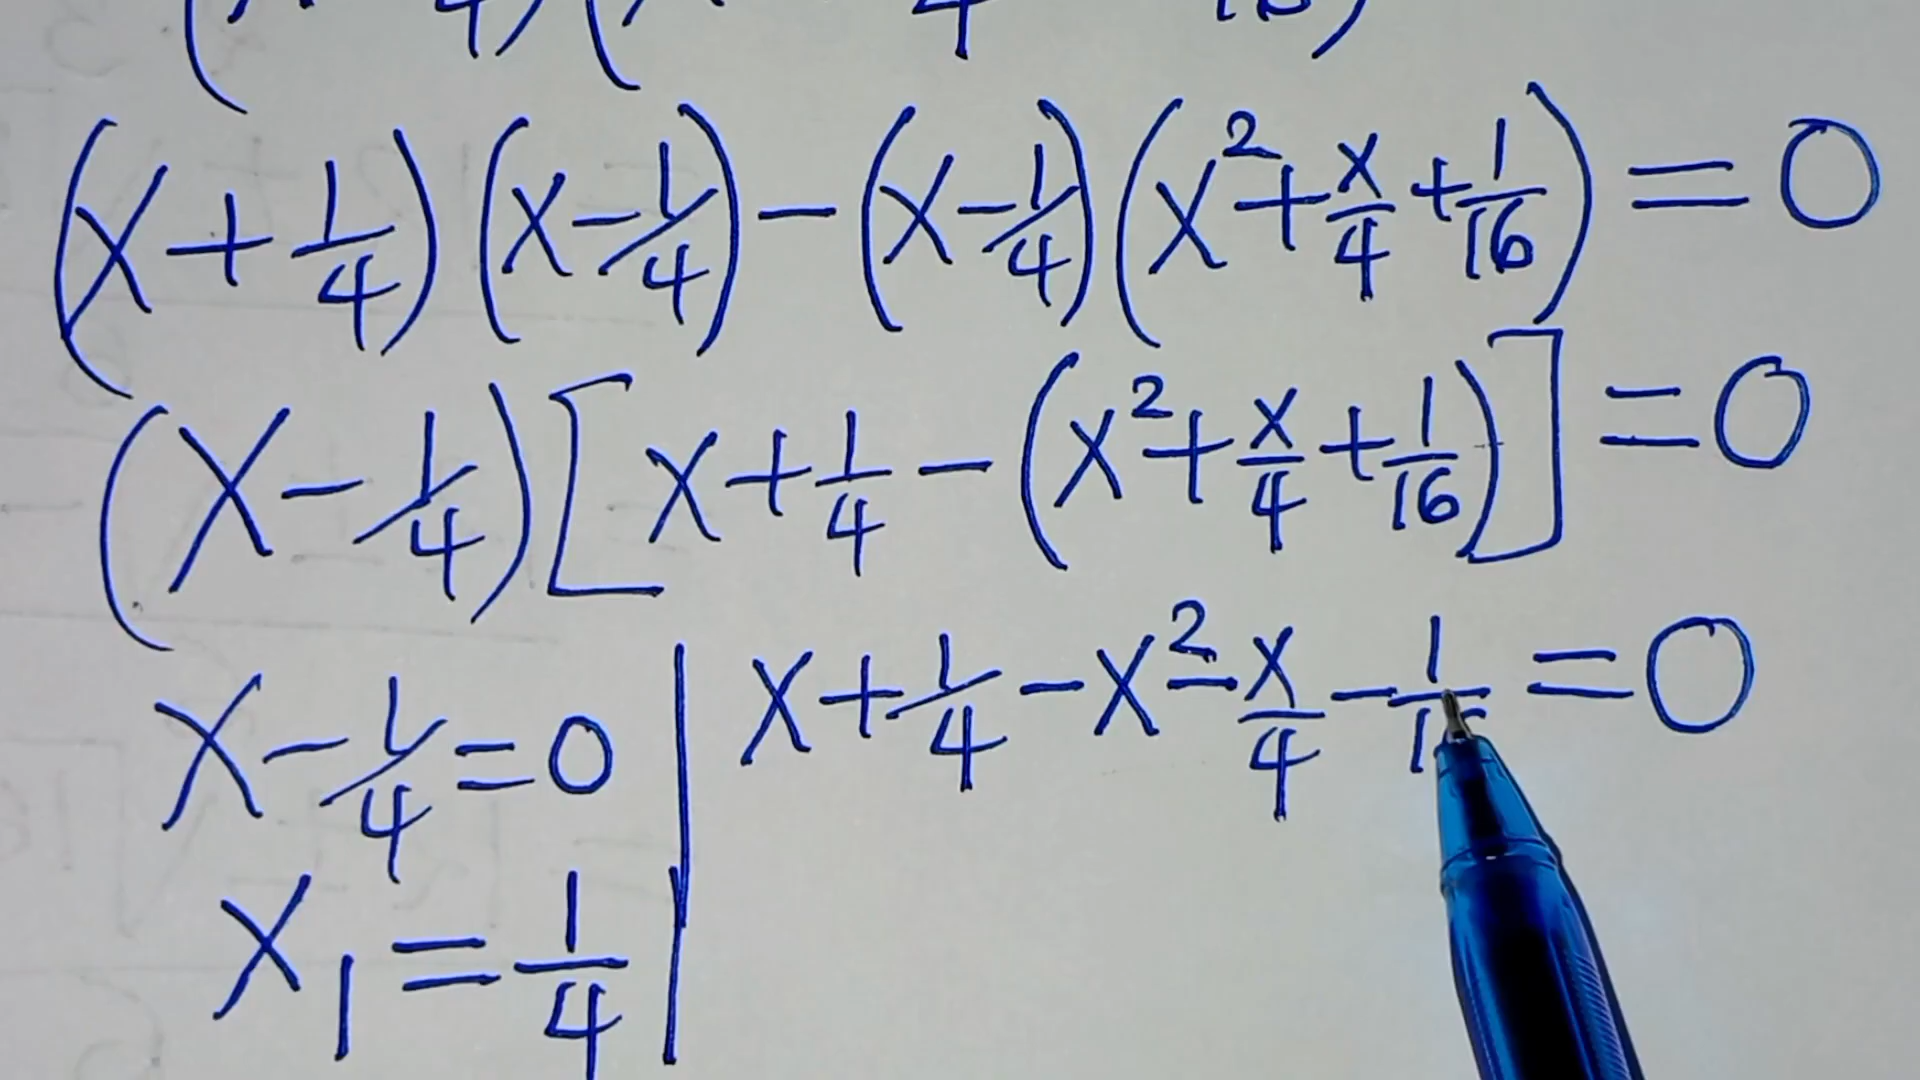 (x + 1/4)(x - 1/4) - (x - 1/4)(x² + x/4 + 1/16) = 0
(x - 1/4)[x + 1/4 - (x² + x/4 + 1/16)] = 0
x - 1/4 = 0 | x + 1/4 - x² - x/4 - 1/16 = 0
x₁ = 1/4 |